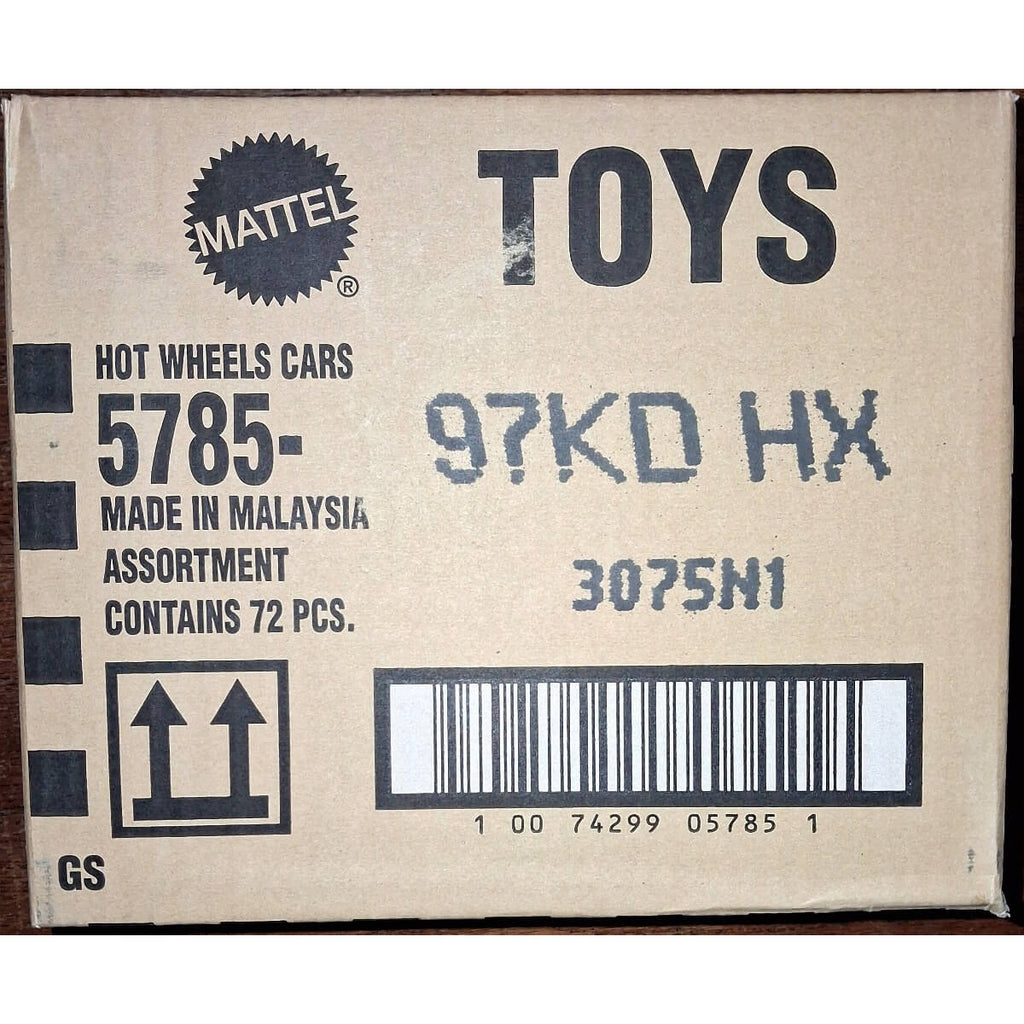 MATTEL
®
TOYS
HOT WHEELS CARS
5785-
97KD HX
MADE IN MALAYSIA
ASSORTMENT
3075N1
CONTAINS 72 PCS.
1 00 74299 05785 1
GS